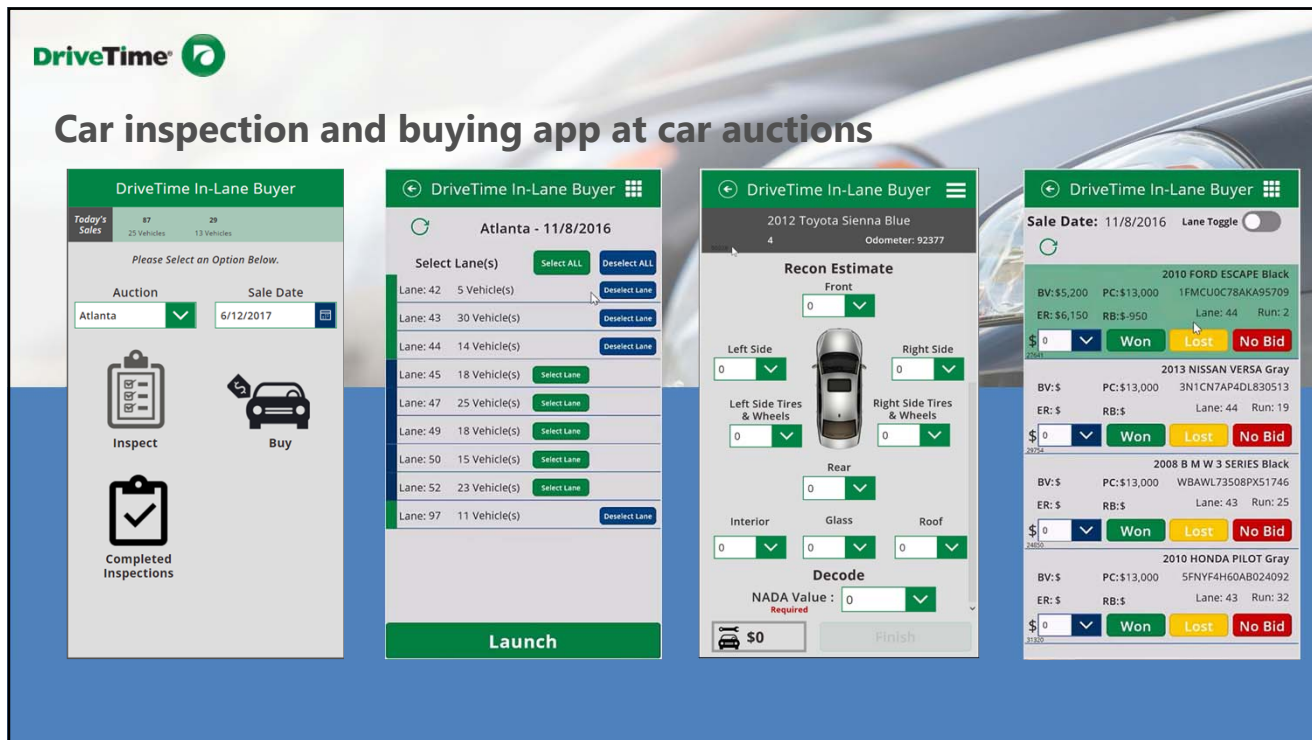 DriveTime
Car inspection and buying app at car auctions
DriveTime In-Lane Buyer
Today's Sales
87
25 Vehicles
29
13 Vehicles
Please Select an Option Below.
Auction
Sale Date
Atlanta
6/12/2017
Inspect
Buy
Completed
Inspections
DriveTime In-Lane Buyer
Atlanta - 11/8/2016
Select Lane(s) Select ALL Deselect ALL
Lane: 42 5 Vehicle(s) Deselect Lane
Lane: 43 30 Vehicle(s) Deselect Lane
Lane: 44 14 Vehicle(s) Deselect Lane
Lane: 45 18 Vehicle(s) Select Lane
Lane: 47 25 Vehicle(s) Select Lane
Lane: 49 18 Vehicle(s) Select Lane
Lane: 50 15 Vehicle(s) Select Lane
Lane: 52 23 Vehicle(s) Select Lane
Lane: 97 11 Vehicle(s) Deselect Lane
Launch
DriveTime In-Lane Buyer
2012 Toyota Sienna Blue
4 Odometer: 92377
Recon Estimate
Front
0
Left Side
0
Right Side
0
Left Side Tires
& Wheels
0
Right Side Tires
& Wheels
0
Rear
0
Interior Glass Roof
0 0 0
Decode
NADA Value : 0
Required
$0 Finish
DriveTime In-Lane Buyer
Sale Date: 11/8/2016 Lane Toggle
2010 FORD ESCAPE Black
BV:$5,200 PC:$13,000 1FMCU0C78AKA95709
ER: $6,150 RB:$-950 Lane: 44 Run: 2
$ 0 Won Lost No Bid
27641
2013 NISSAN VERSA Gray
BV:$ PC:$13,000 3N1CN7AP4DL830513
ER: $ RB:$ Lane: 44 Run: 19
$ 0 Won Lost No Bid
29754
2008 B M W 3 SERIES Black
BV:$ PC:$13,000 WBAWL73508PX51746
ER: $ RB:$ Lane: 43 Run: 25
$ 0 Won Lost No Bid
24050
2010 HONDA PILOT Gray
BV:$ PC:$13,000 5FNYF4H60AB024092
ER: $ RB:$ Lane: 43 Run: 32
$ 0 Won Lost No Bid
31320